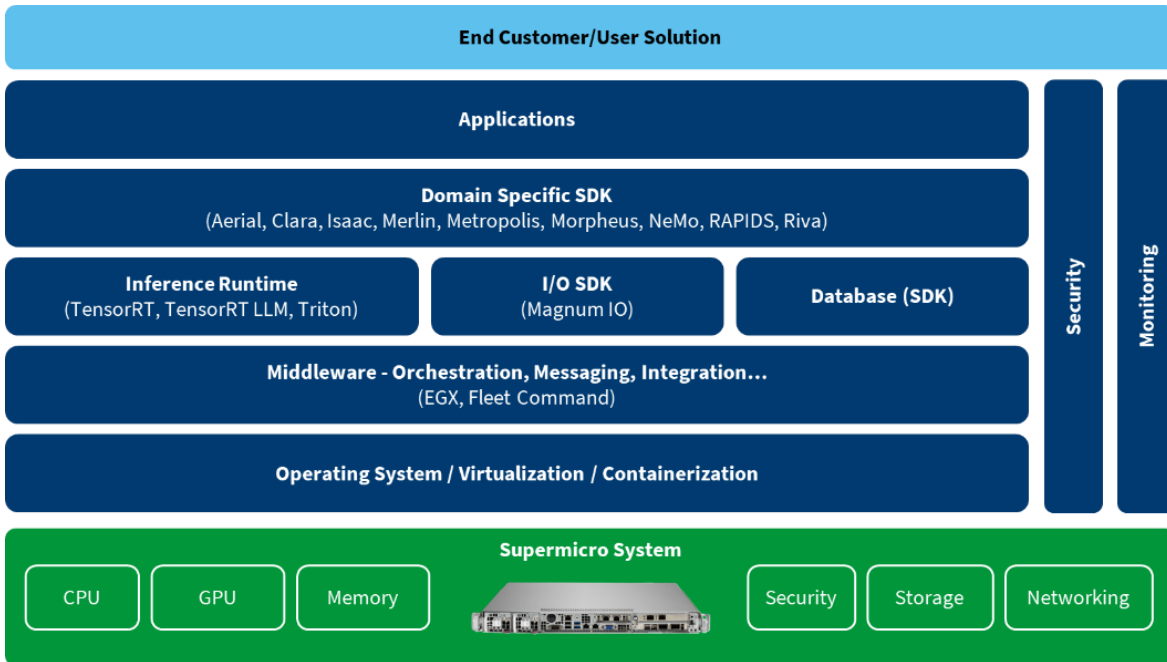 End Customer/User Solution
Applications
Domain Specific SDK
(Aerial, Clara, Isaac, Merlin, Metropolis, Morpheus, NeMo, RAPIDS, Riva)
Inference Runtime
(TensorRT, TensorRT LLM, Triton)
I/O SDK
(Magnum IO)
Database (SDK)
Middleware - Orchestration, Messaging, Integration...
(EGX, Fleet Command)
Operating System / Virtualization / Containerization
Security
Monitoring
Supermicro System
CPU
GPU
Memory
Security
Storage
Networking